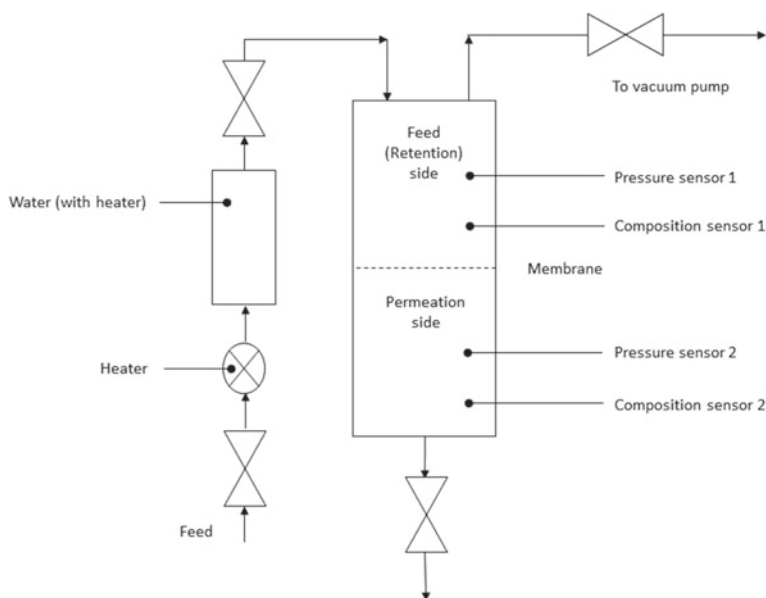 To vacuum pump
Feed
(Retention)
side
Pressure sensor 1
Water (with heater)
Composition sensor 1
Membrane
Permeation
side
Pressure sensor 2
Heater
Composition sensor 2
Feed